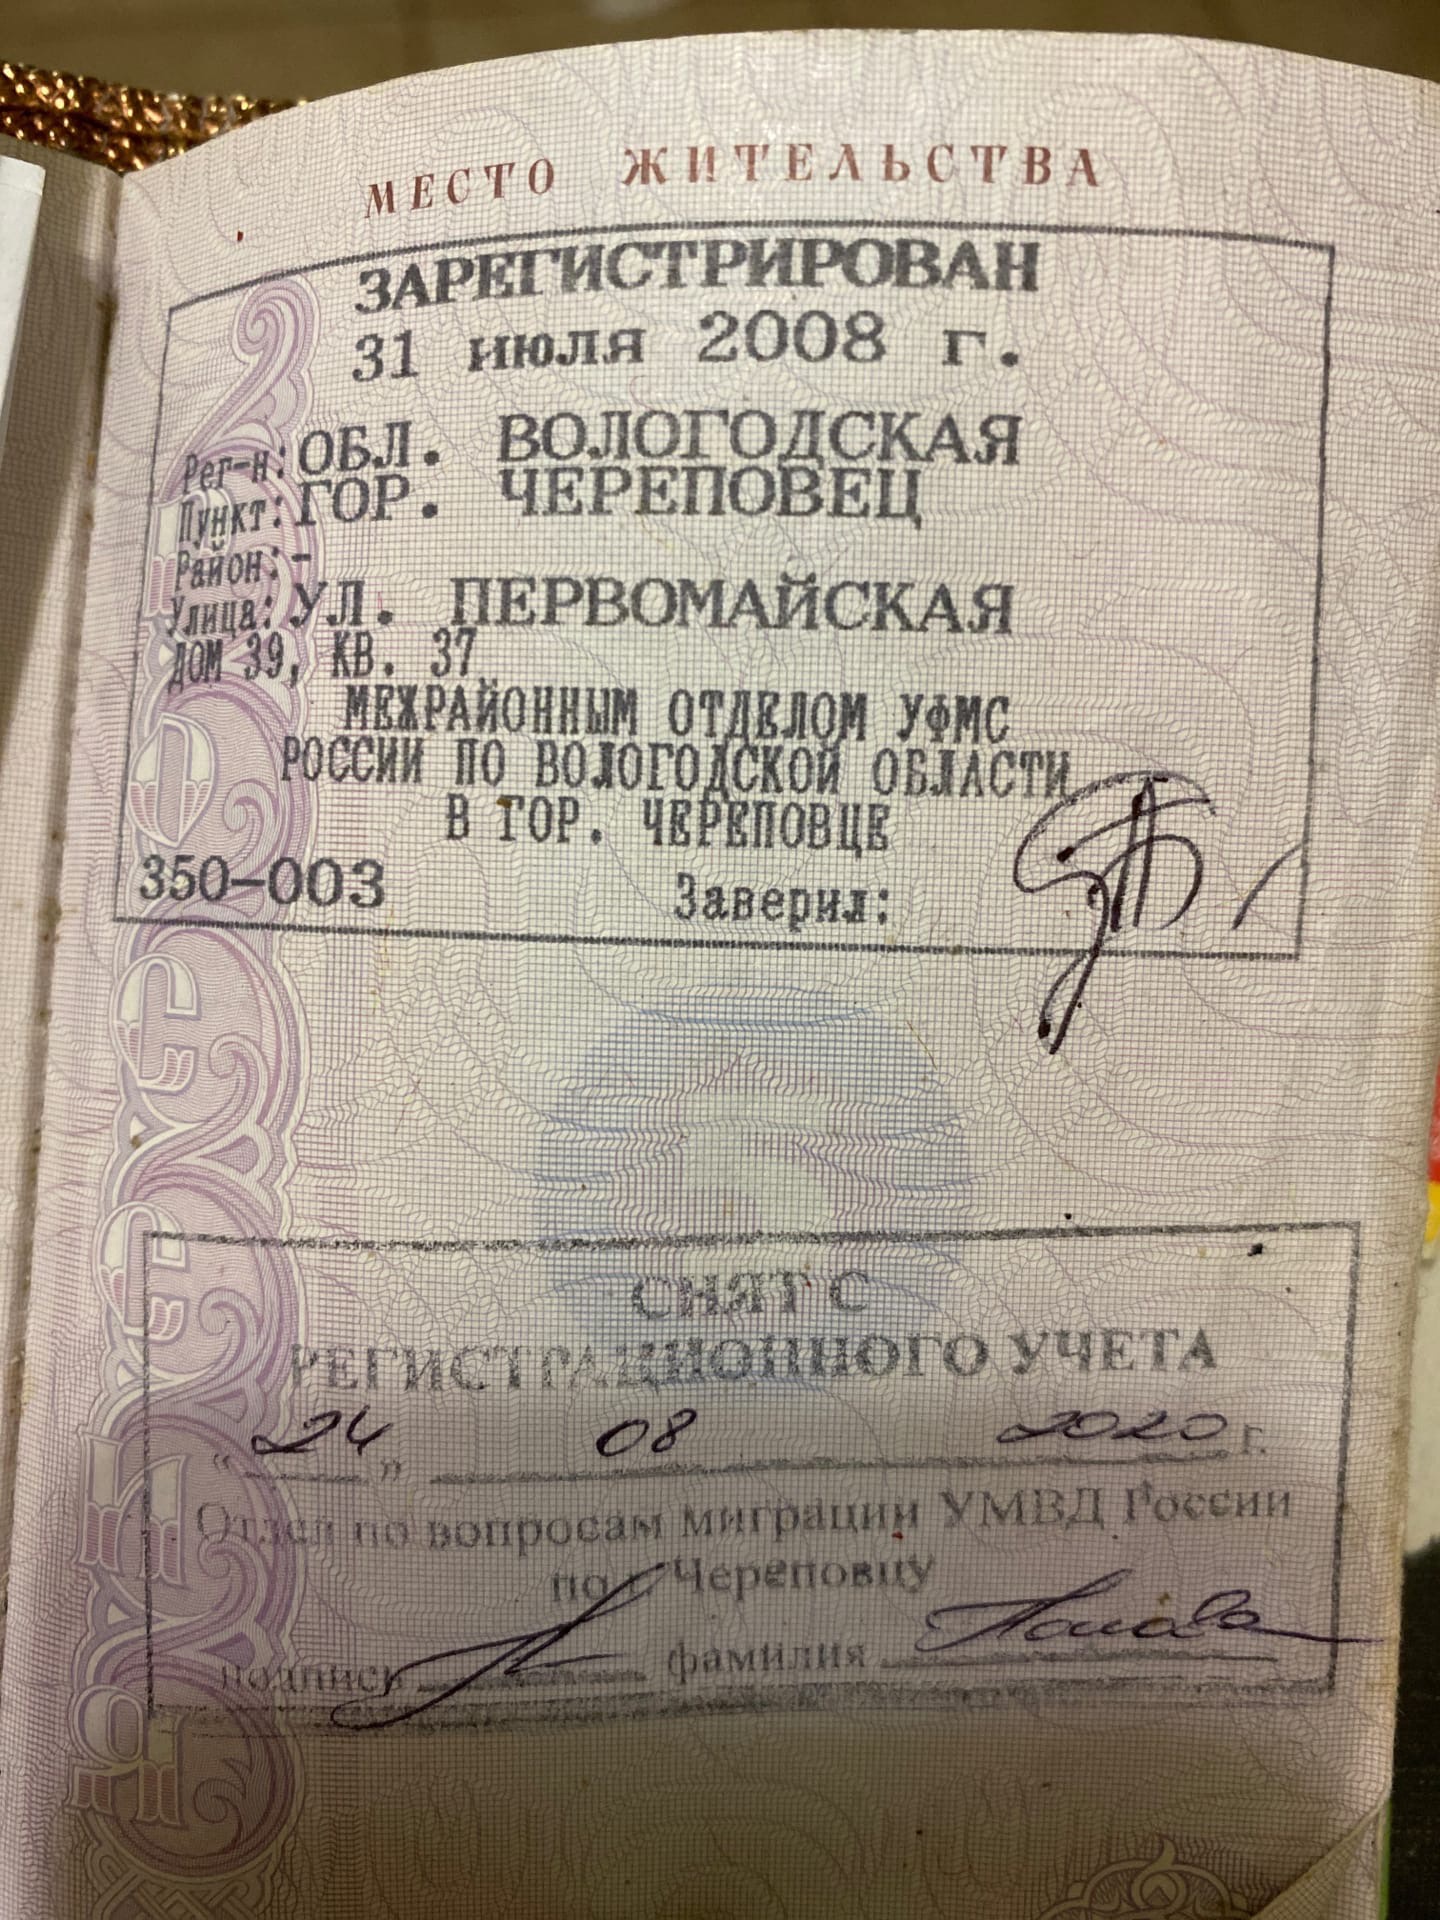 МЕСТО ЖИТЕЛЬСТВА
ЗАРЕГИСТРИРОВАН
31 июля 2008 г.
Рег-н: ОБЛ. ВОЛОГОДСКАЯ
Пункт: ГОР. ЧЕРЕПОВЕЦ
Район: -
Улица: УЛ. ПЕРВОМАЙСКАЯ
ДОМ 39, КВ. 37
МЕЖРАЙОННЫМ ОТДЕЛОМ УФМС
РОССИИ ПО ВОЛОГОДСКОЙ ОБЛАСТИ
В ГОР. ЧЕРЕПОВЦЕ
350-003 Заверил:
СНЯТ С
РЕГИСТРАЦИОННОГО УЧЕТА
"24" 08 2020 г.
Отдел по вопросам миграции УМВД России
по г. Череповцу
подпись фамилия
РОССИЯ